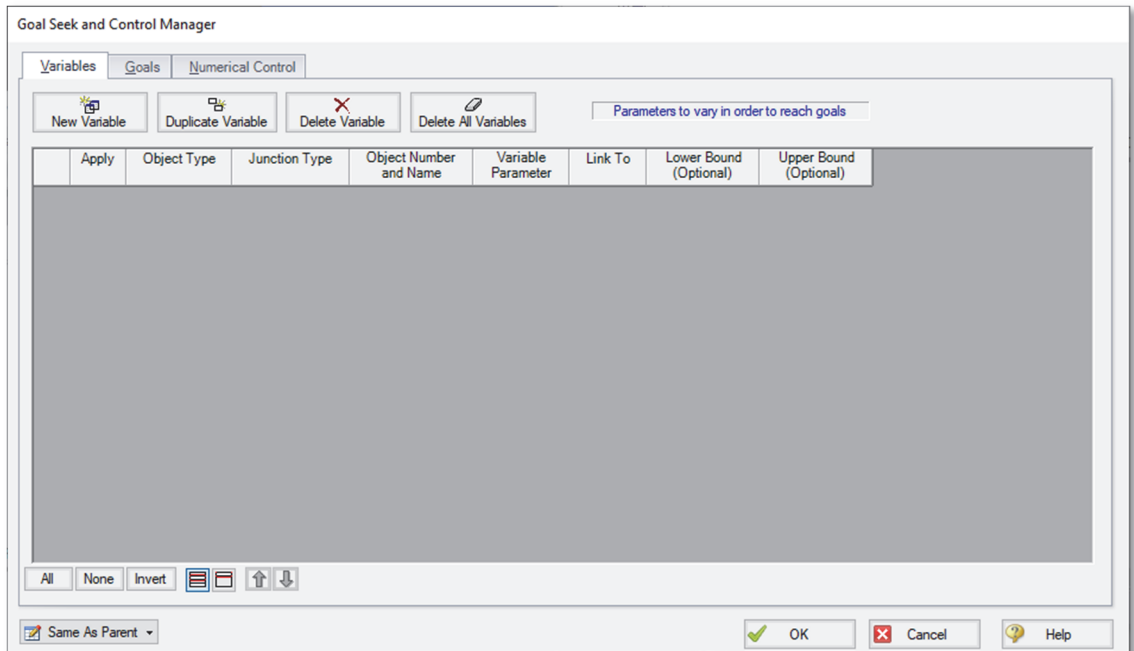 Goal Seek and Control Manager
Variables Goals Numerical Control
New Variable Duplicate Variable Delete Variable Delete All Variables Parameters to vary in order to reach goals
Apply Object Type Junction Type Object Number and Name Variable Parameter Link To Lower Bound (Optional) Upper Bound (Optional)
All None Invert
Same As Parent OK Cancel Help